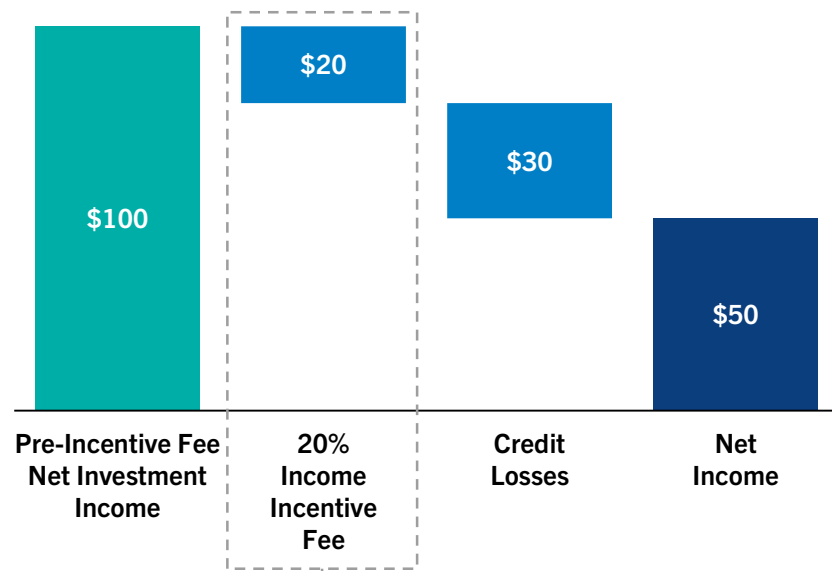 $20
$30
$100
$50
Pre-Incentive Fee
Net Investment
Income
20%
Income
Incentive
Fee
Credit
Losses
Net
Income